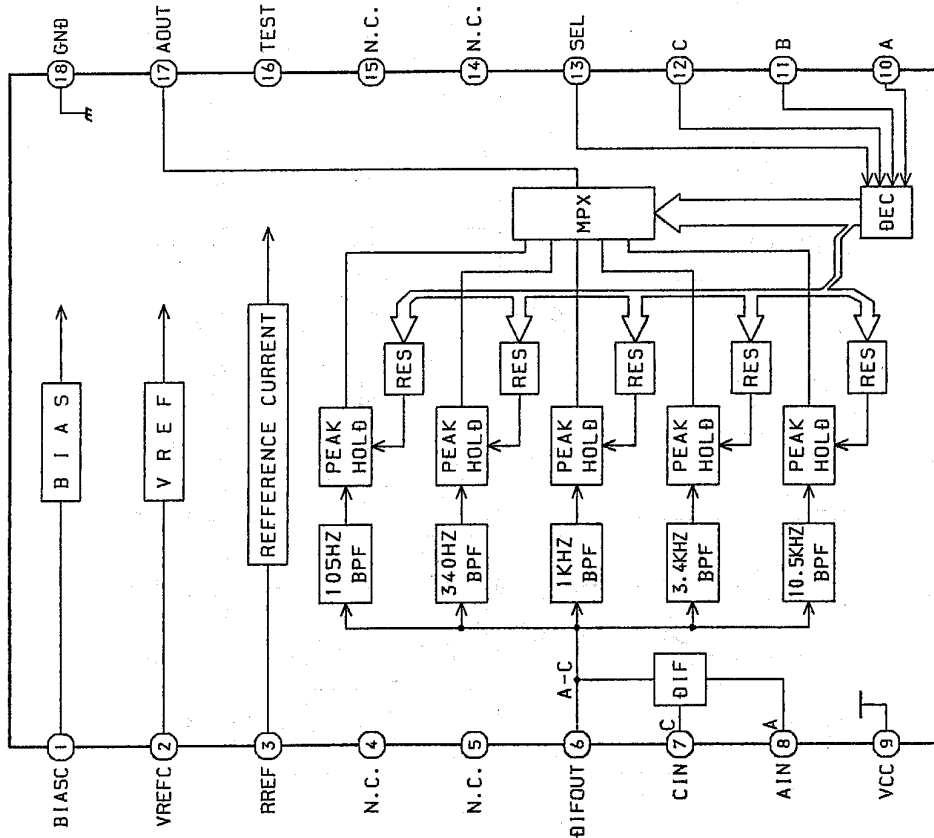 BIASC 1
VREFC 2
RREF 3
N.C. 4
N.C. 5
DIFOUT 6
CIN 7
AIN 8
VCC 9
BIAS
VREF
REFFERENCE CURRENT
A-C
C
A
DIF
105HZ
BPF
340HZ
BPF
1KHZ
BPF
3.4KHZ
BPF
10.5KHZ
BPF
PEAK
HOLD
PEAK
HOLD
PEAK
HOLD
PEAK
HOLD
PEAK
HOLD
RES
RES
RES
RES
RES
MPX
DEC
18 GND
17 AOUT
16 TEST
15 N.C.
14 N.C.
13 SEL
12 C
11 B
10 A